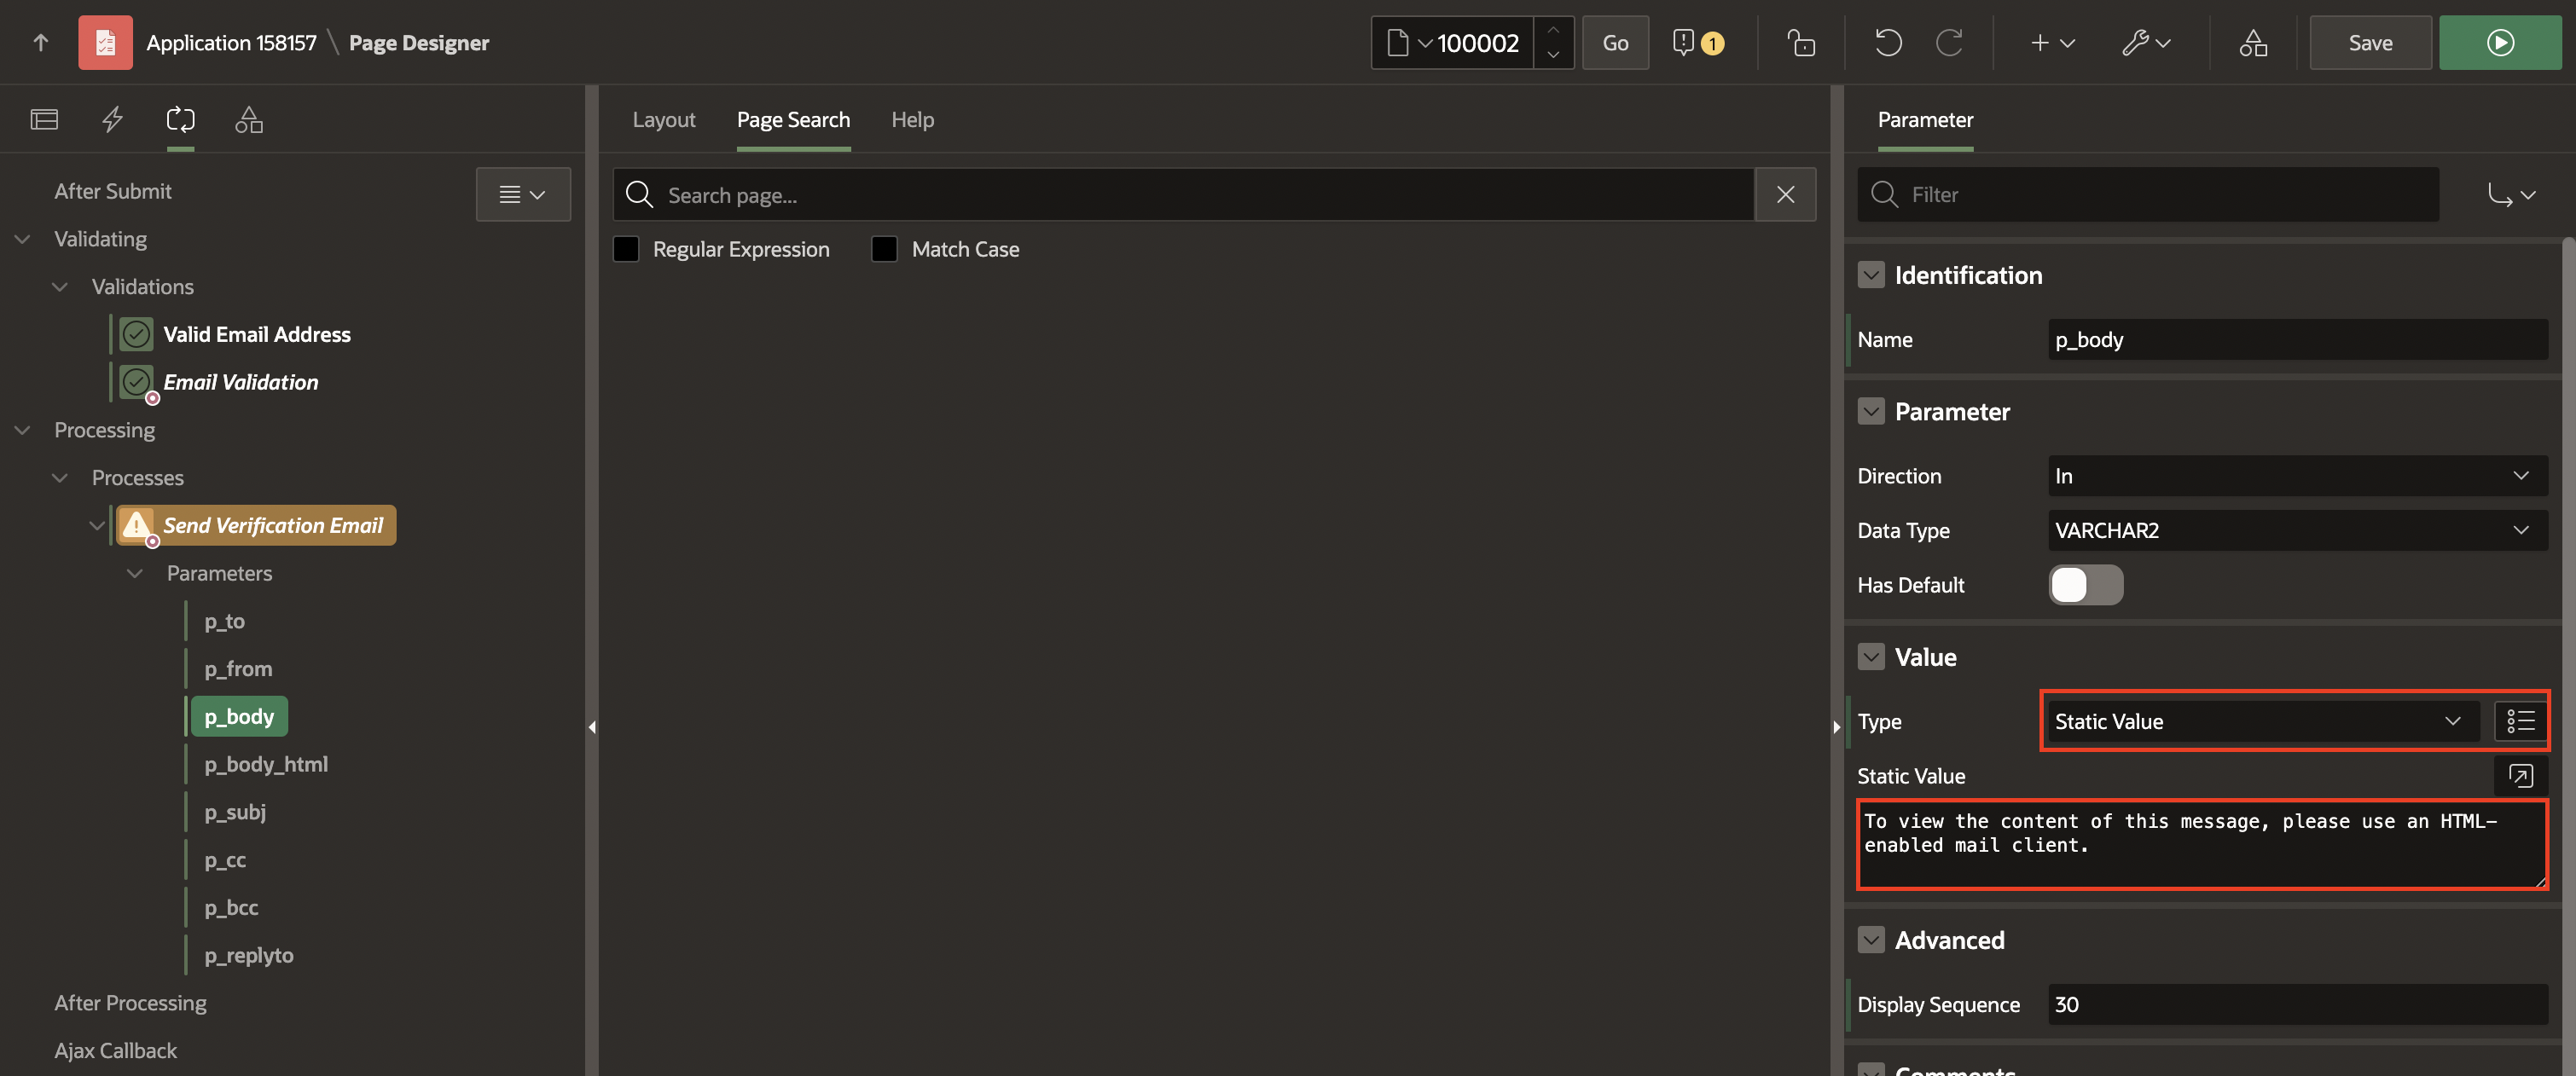 Application 158157 \ Page Designer
100002
Go
1
Save
After Submit
Validating
Validations
Valid Email Address
Email Validation
Processing
Processes
Send Verification Email
Parameters
p_to
p_from
p_body
p_body_html
p_subj
p_cc
p_bcc
p_replyto
After Processing
Ajax Callback
Layout
Page Search
Help
Search page...
Regular Expression
Match Case
Parameter
Filter
Identification
Name
p_body
Parameter
Direction
In
Data Type
VARCHAR2
Has Default
Value
Type
Static Value
Static Value
To view the content of this message, please use an HTML-
enabled mail client.
Advanced
Display Sequence
30
Comments